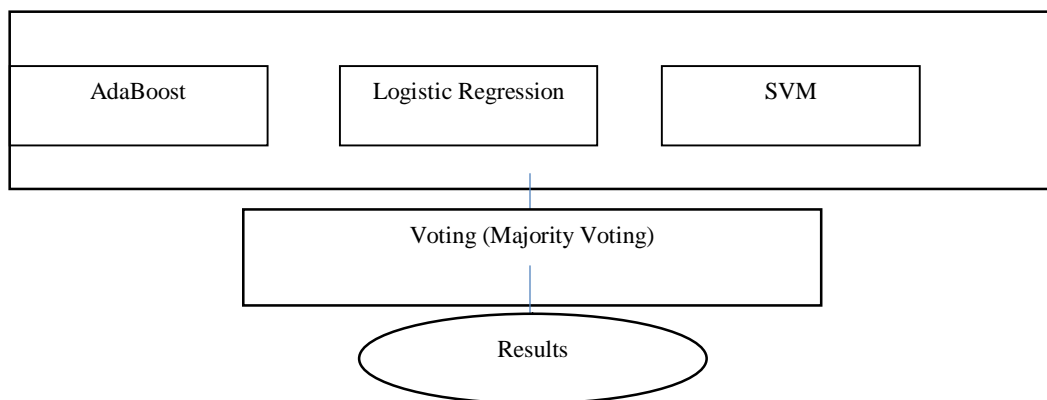 AdaBoost
Logistic Regression
SVM
Voting (Majority Voting)
Results